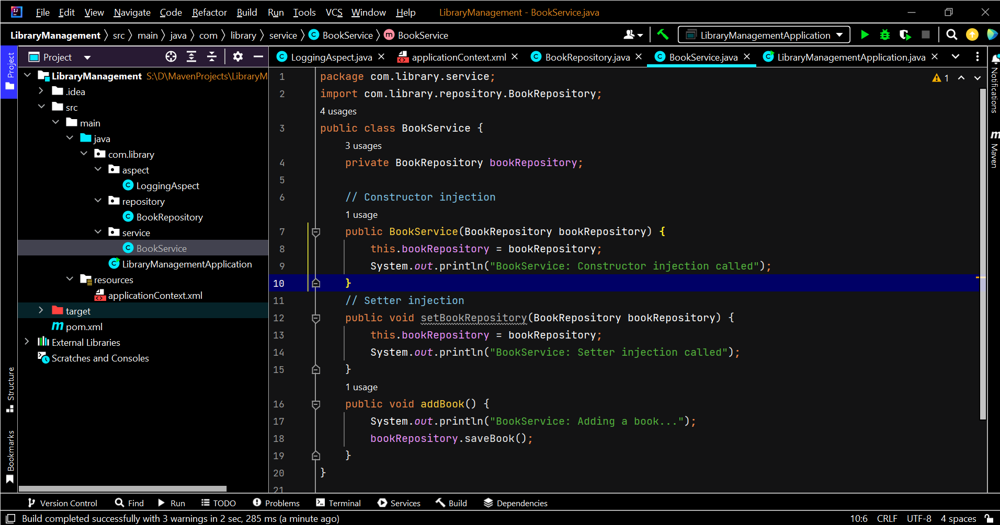 File Edit View Navigate Code Refactor Build Run Tools VCS Window Help LibraryManagement - BookService.java
LibraryManagement src main java com library service BookService BookService LibraryManagementApplication
Project
LoggingAspect.java applicationContext.xml BookRepository.java BookService.java LibraryManagementApplication.java
Project
LibraryManagement S:\D\MavenProjects\LibraryM
.idea
src
main
java
com.library
aspect
LoggingAspect
repository
BookRepository
service
BookService
LibraryManagementApplication
resources
applicationContext.xml
target
pom.xml
External Libraries
Scratches and Consoles
Structure
Bookmarks
1 package com.library.service;
2 import com.library.repository.BookRepository;
4 usages
3 public class BookService {
3 usages
4 private BookRepository bookRepository;
5
6 // Constructor injection
1 usage
7 public BookService(BookRepository bookRepository) {
8 this.bookRepository = bookRepository;
9 System.out.println("BookService: Constructor injection called");
10 }
11 // Setter injection
12 public void setBookRepository(BookRepository bookRepository) {
13 this.bookRepository = bookRepository;
14 System.out.println("BookService: Setter injection called");
15 }
1 usage
16 public void addBook() {
17 System.out.println("BookService: Adding a book...");
18 bookRepository.saveBook();
19 }
20 }
21
1
Notifications
m Maven
Version Control Find Run TODO Problems Terminal Services Build Dependencies
Build completed successfully with 3 warnings in 2 sec, 285 ms (a minute ago) 10:6 CRLF UTF-8 4 spaces